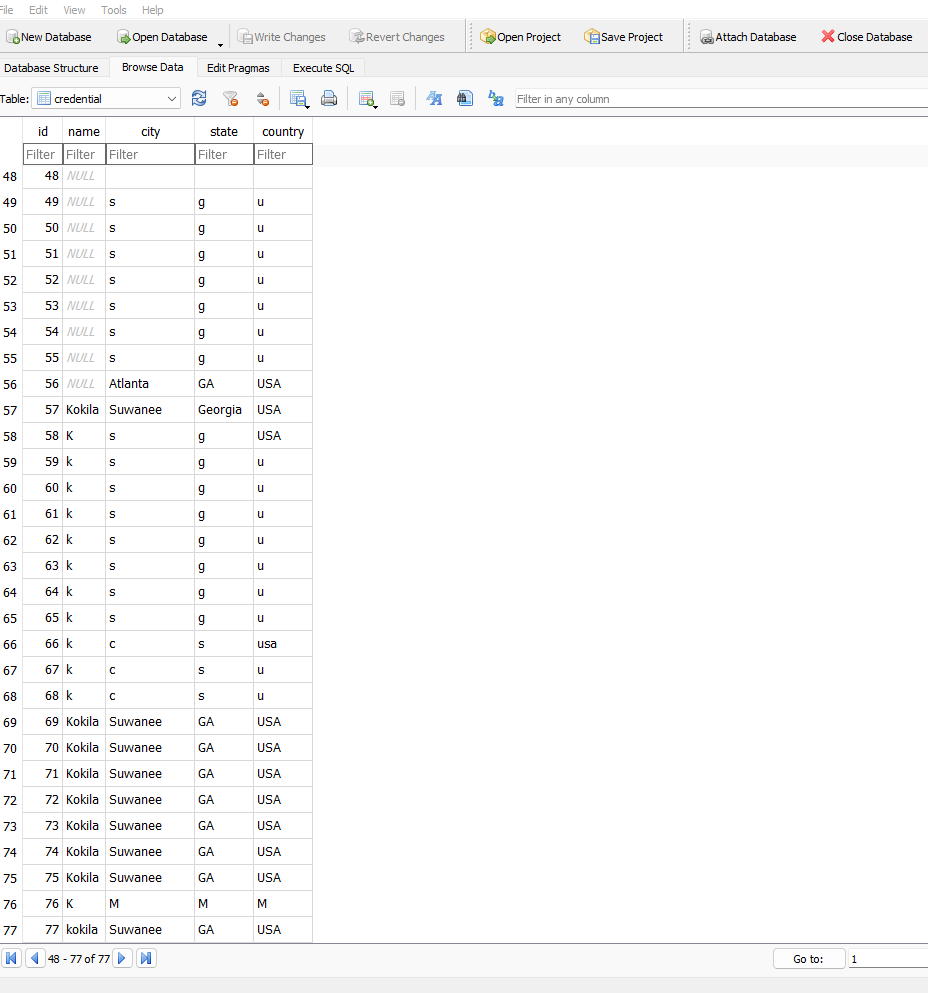 File Edit View Tools Help
New Database Open Database Write Changes Revert Changes Open Project Save Project Attach Database Close Database
Database Structure Browse Data Edit Pragmas Execute SQL
Table: credential Filter in any column
id name city state country
Filter Filter Filter Filter Filter
48 48 NULL
49 49 NULL s g u
50 50 NULL s g u
51 51 NULL s g u
52 52 NULL s g u
53 53 NULL s g u
54 54 NULL s g u
55 55 NULL s g u
56 56 NULL Atlanta GA USA
57 57 Kokila Suwanee Georgia USA
58 58 K s g USA
59 59 k s g u
60 60 k s g u
61 61 k s g u
62 62 k s g u
63 63 k s g u
64 64 k s g u
65 65 k s g u
66 66 k c s usa
67 67 k c s u
68 68 k c s u
69 69 Kokila Suwanee GA USA
70 70 Kokila Suwanee GA USA
71 71 Kokila Suwanee GA USA
72 72 Kokila Suwanee GA USA
73 73 Kokila Suwanee GA USA
74 74 Kokila Suwanee GA USA
75 75 Kokila Suwanee GA USA
76 76 K M M M
77 77 kokila Suwanee GA USA
48 - 77 of 77 Go to: 1